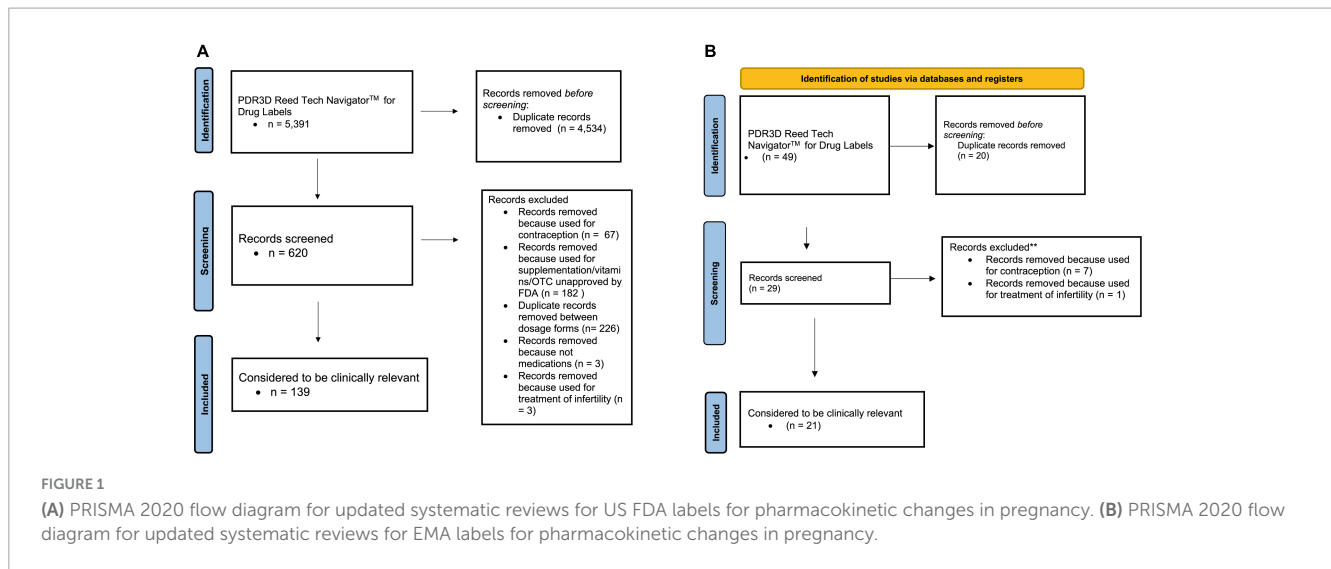 A
Identification
PDR3D Reed Tech Navigator™ for
Drug Labels
• n = 5,391
Records removed before
screening:
• Duplicate records
removed (n = 4,534)
Screening
Records screened
• n = 620
Records excluded
• Records removed
because used for
contraception (n = 67)
• Records removed
because used for
supplementation/vitami
ns/OTC unapproved by
FDA (n = 182 )
• Duplicate records
removed between
dosage forms (n= 226)
• Records removed
because not
medications (n = 3)
• Records removed
because used for
treatment of infertility (n
= 3)
Included
Considered to be clinically relevant
• n = 139
B
Identification of studies via databases and registers
Identification
PDR3D Reed Tech
Navigator™ for Drug Labels
• (n = 49)
Records removed before
screening:
Duplicate records removed
(n = 20)
Screening
Records screened
(n = 29)
Records excluded**
• Records removed because used
for contraception (n = 7)
• Records removed because used
for treatment of infertility (n = 1)
Included
Considered to be clinically relevant
• (n = 21)
FIGURE 1
(A) PRISMA 2020 flow diagram for updated systematic reviews for US FDA labels for pharmacokinetic changes in pregnancy. (B) PRISMA 2020 flow
diagram for updated systematic reviews for EMA labels for pharmacokinetic changes in pregnancy.